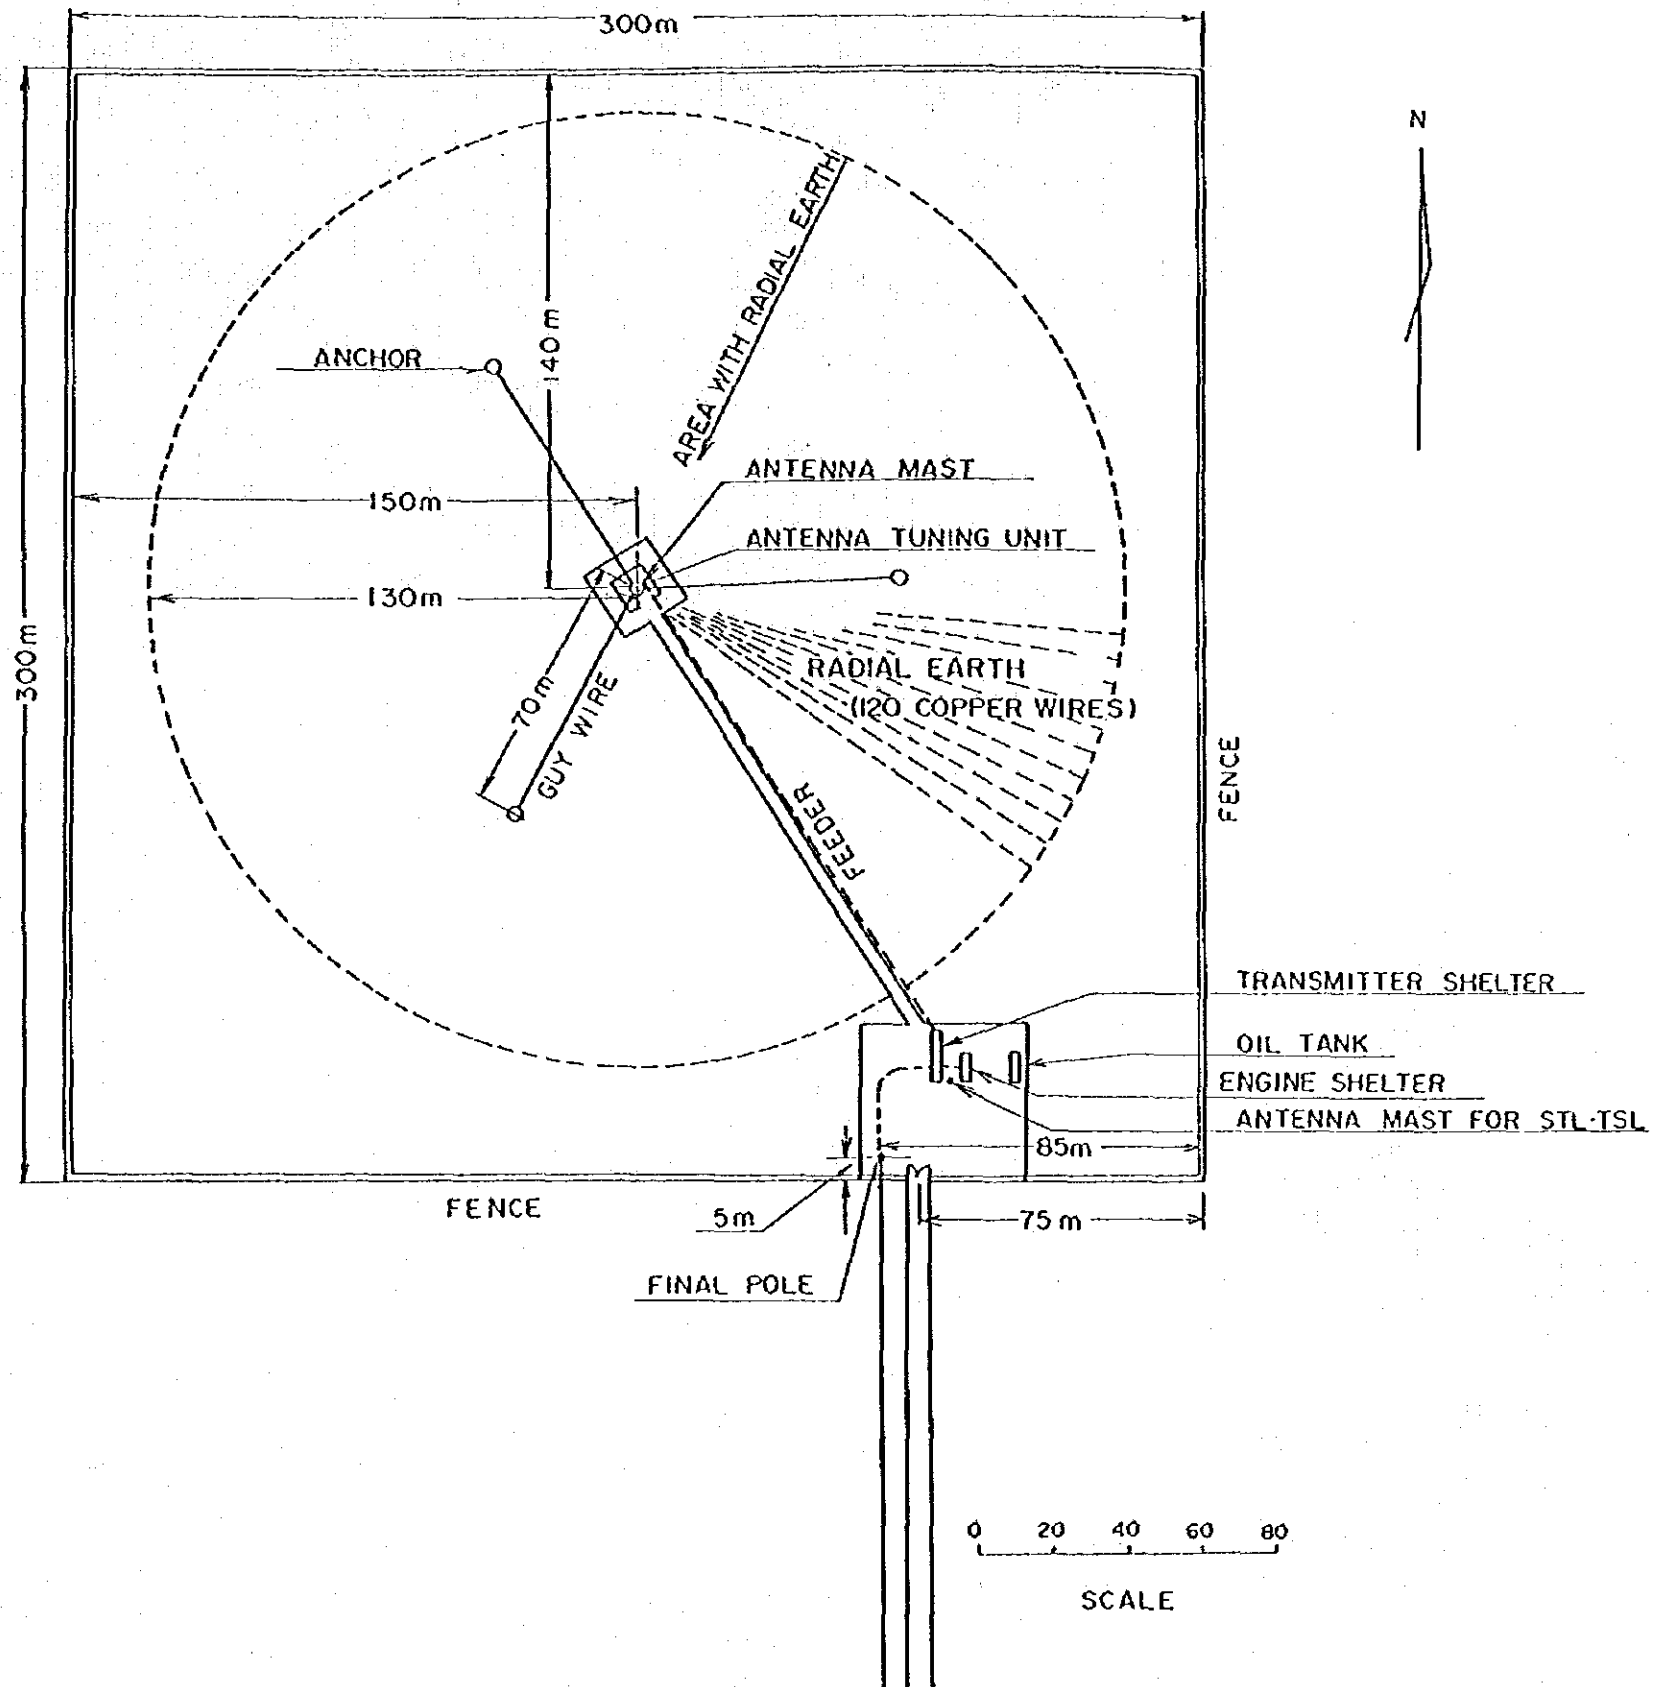 300m
N
140m
AREA WITH RADIAL EARTH
ANCHOR
ANTENNA MAST
150m
ANTENNA TUNING UNIT
130m
300m
RADIAL EARTH
(120 COPPER WIRES)
70m
GUY WIRE
FEEDER
FENCE
TRANSMITTER SHELTER
OIL TANK
ENGINE SHELTER
ANTENNA MAST FOR STL-TSL
85m
FENCE
5m
75m
FINAL POLE
0 20 40 60 80
SCALE